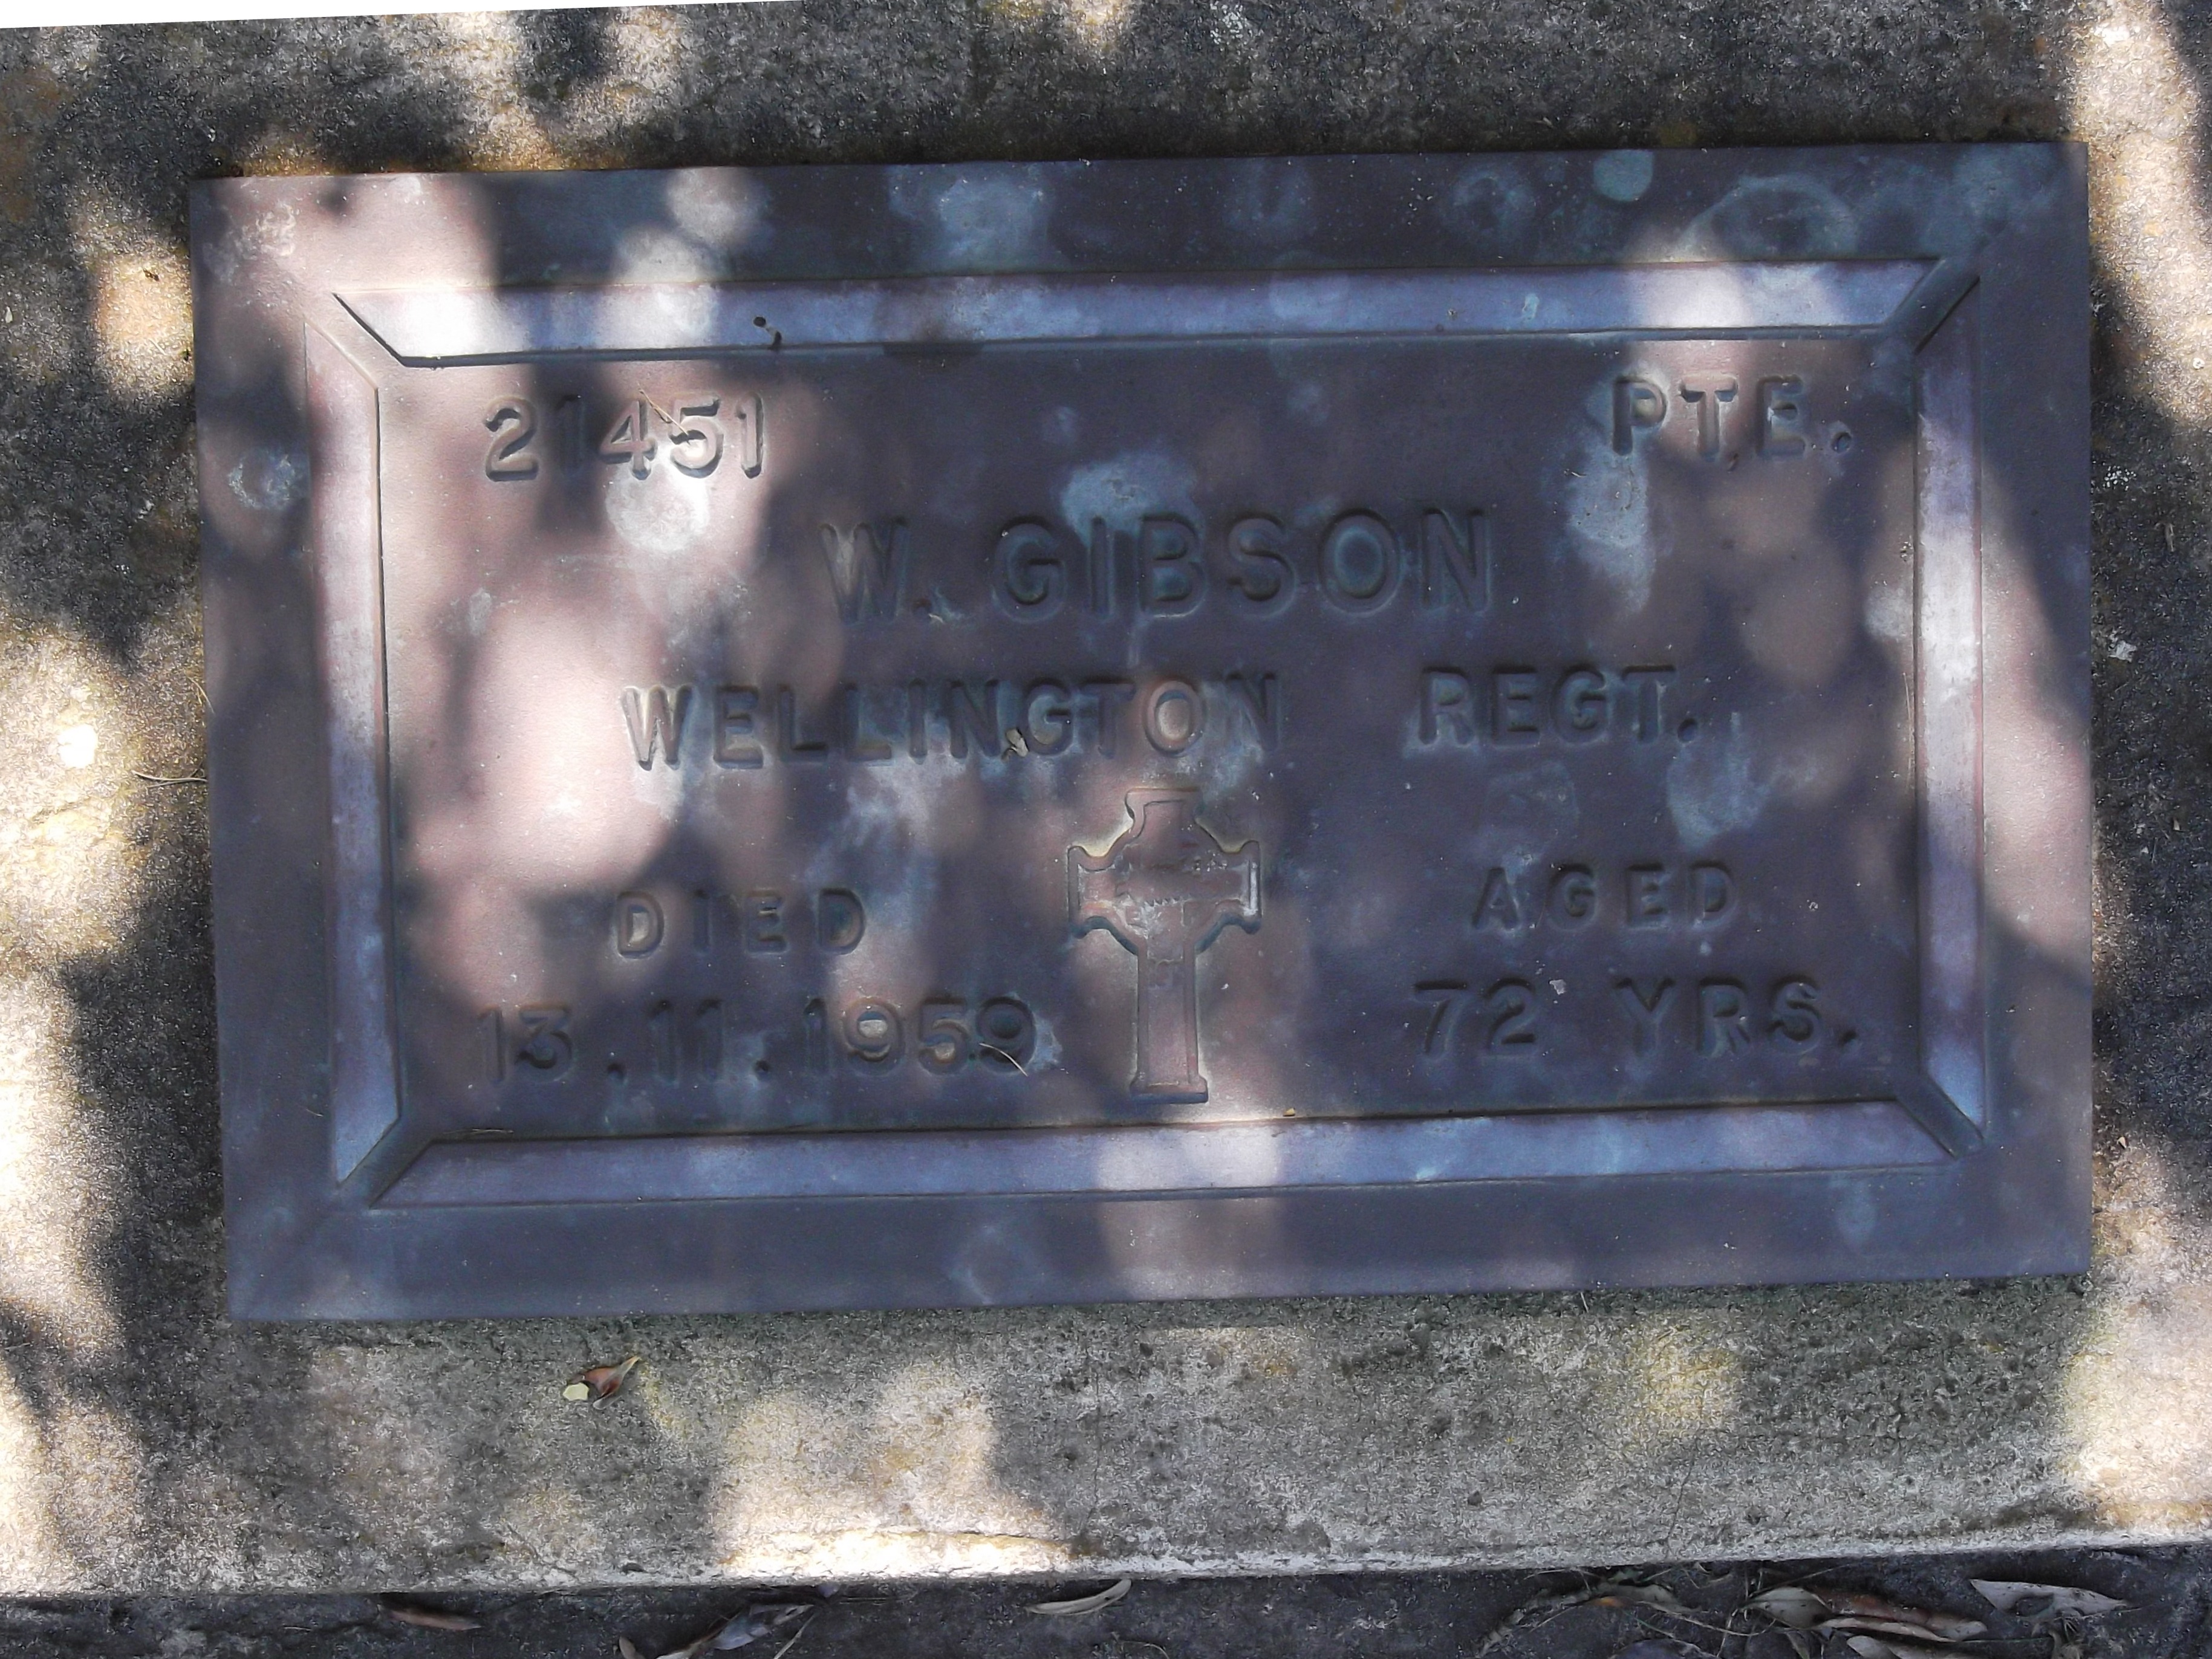 21451 PTE.
W. GIBSON
WELLINGTON REGT.
DIED AGED
13.11.1959 72 YRS.